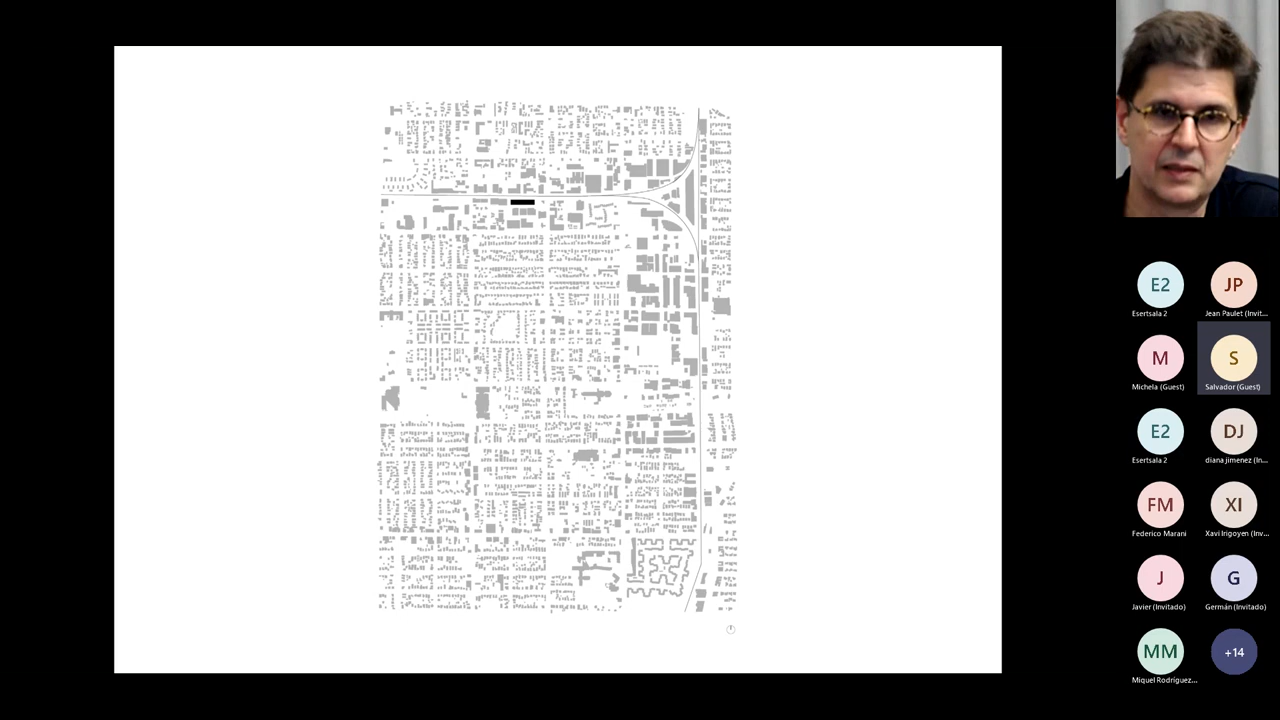 E2
JP
Esertsala 2
Jean Paulet (Invit...
M
S
Michela (Guest)
Salvador (Guest)
E2
DJ
Esertsala 2
diana jimenez (In...
FM
XI
Federico Marani
Xavi Irigoyen (Inv...
J
G
Javier (Invitado)
Germán (Invitado)
MM
+14
Miquel Rodríguez...